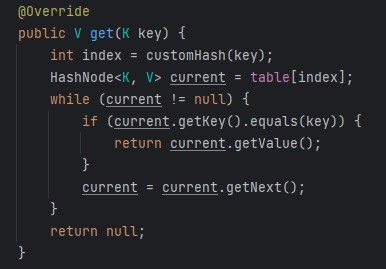 @Override
public V get(K key) {
    int index = customHash(key);
    HashNode<K, V> current = table[index];
    while (current != null) {
        if (current.getKey().equals(key)) {
            return current.getValue();
        }
        current = current.getNext();
    }
    return null;
}